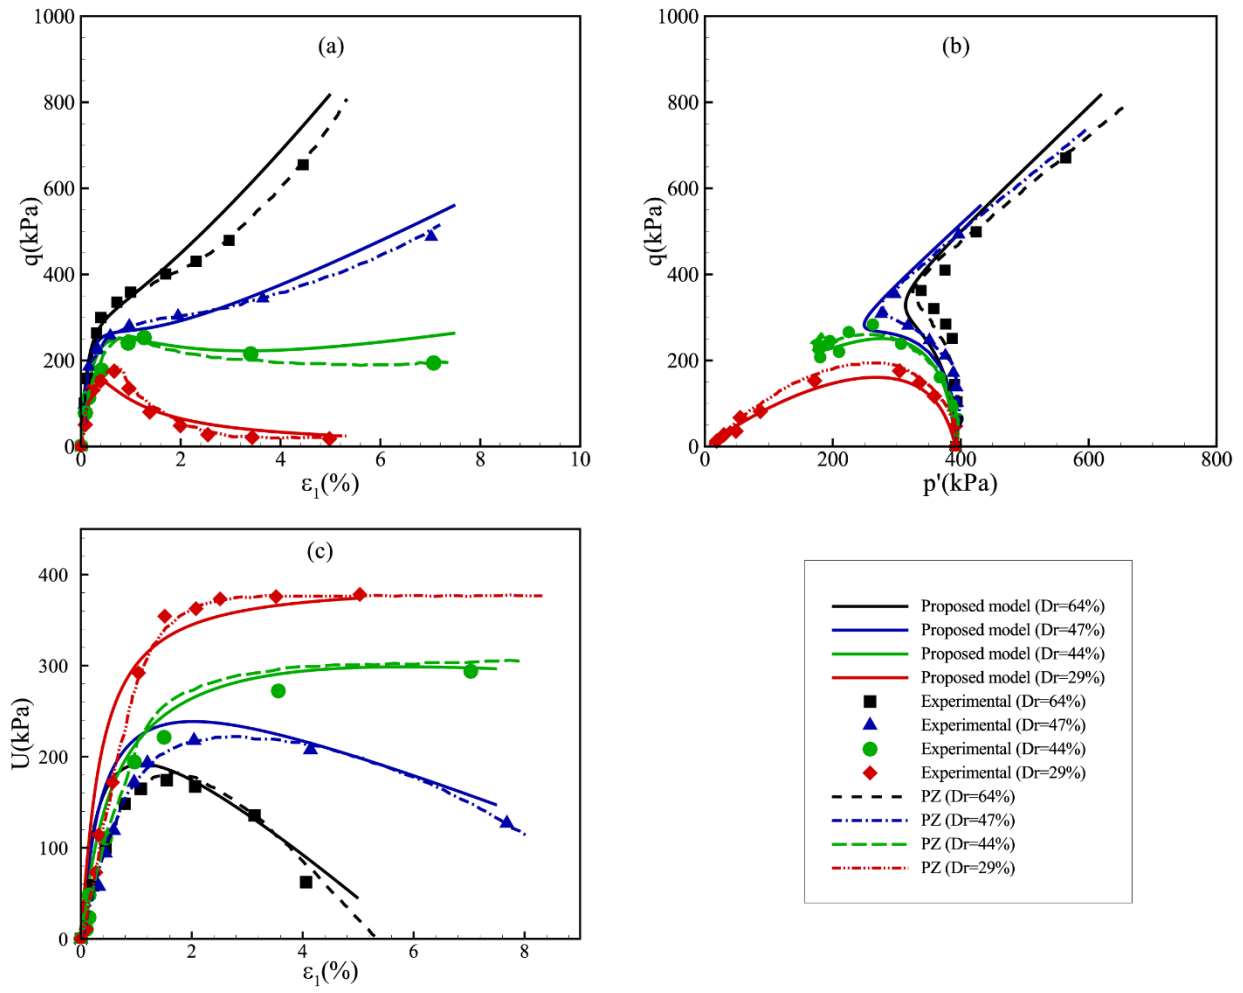 1000
800
600
400
200
0
q(kPa)
(a)
0 2 4 6 8 10
ε1(%)
1000
800
600
400
200
0
q(kPa)
(b)
0 200 400 600 800
p'(kPa)
400
300
200
100
0
U(kPa)
(c)
0 2 4 6 8
ε1(%)
Proposed model (Dr=64%)
Proposed model (Dr=47%)
Proposed model (Dr=44%)
Proposed model (Dr=29%)
Experimental (Dr=64%)
Experimental (Dr=47%)
Experimental (Dr=44%)
Experimental (Dr=29%)
PZ (Dr=64%)
PZ (Dr=47%)
PZ (Dr=44%)
PZ (Dr=29%)